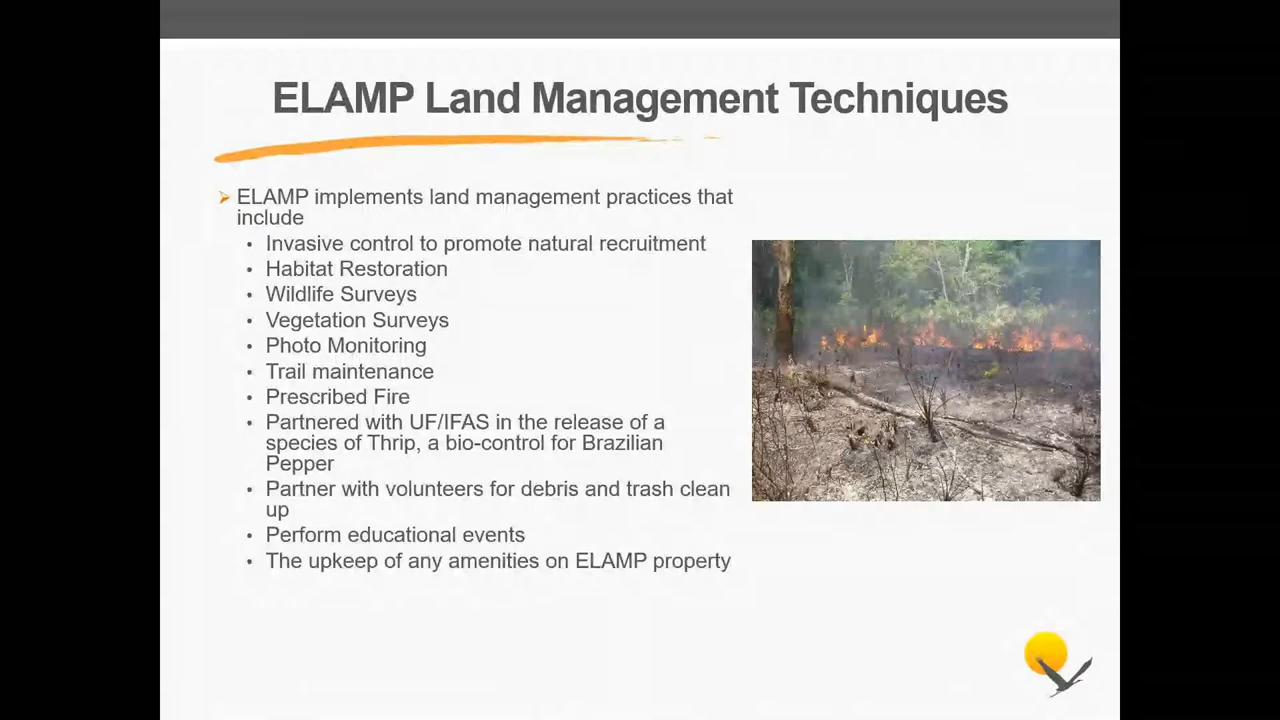 ELAMP Land Management Techniques
➢ ELAMP implements land management practices that
include
• Invasive control to promote natural recruitment
• Habitat Restoration
• Wildlife Surveys
• Vegetation Surveys
• Photo Monitoring
• Trail maintenance
• Prescribed Fire
• Partnered with UF/IFAS in the release of a
species of Thrip, a bio-control for Brazilian
Pepper
• Partner with volunteers for debris and trash clean
up
• Perform educational events
• The upkeep of any amenities on ELAMP property